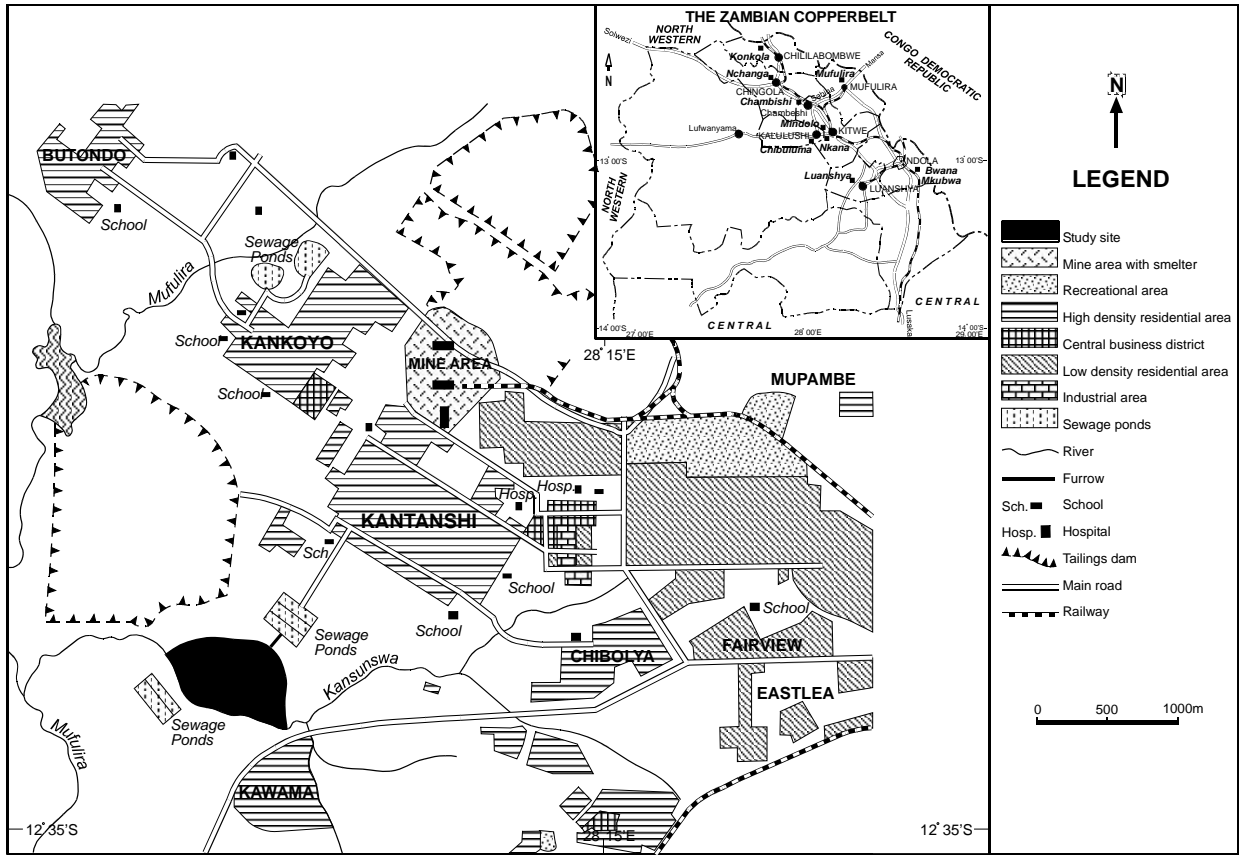 THE ZAMBIAN COPPERBELT
NORTH
WESTERN
Solwezi
CONGO DEMOCRATIC
REPUBLIC
Konkola
CHILILABOMBWE
Mansa
Nchanga
Mufulira
CHINGOLA
MUFULIRA
Sabina
Chambishi
Chambeshi
Mindolo
Lufwanyama
KALULUSHI
KITWE
Chibuluma
Nkana
N
13°00'S
13°00'S
NDOLA
Bwana
Mkubwa
Luanshya
LUANSHYA
NORTH
WESTERN
CENTRAL
CENTRAL
Lusaka
14°00'S
27°00'E
28°00'E
14°00'S
29.00'E
BUTONDO
School
Sewage
Ponds
Mufulira
School
KANKOYO
MINE AREA
28°15'E
School
MUPAMBE
Hosp.
Hosp.
KANTANSHI
Sch.
School
School
School
Sewage
Ponds
CHIBOLYA
FAIRVIEW
Kansunswa
EASTLEA
Sewage
Ponds
Mufulira
KAWAMA
12°35'S
28°15'E
12°35'S
N
LEGEND
Study site
Mine area with smelter
Recreational area
High density residential area
Central business district
Low density residential area
Industrial area
Sewage ponds
River
Furrow
Sch. School
Hosp. Hospital
Tailings dam
Main road
Railway
0 500 1000m